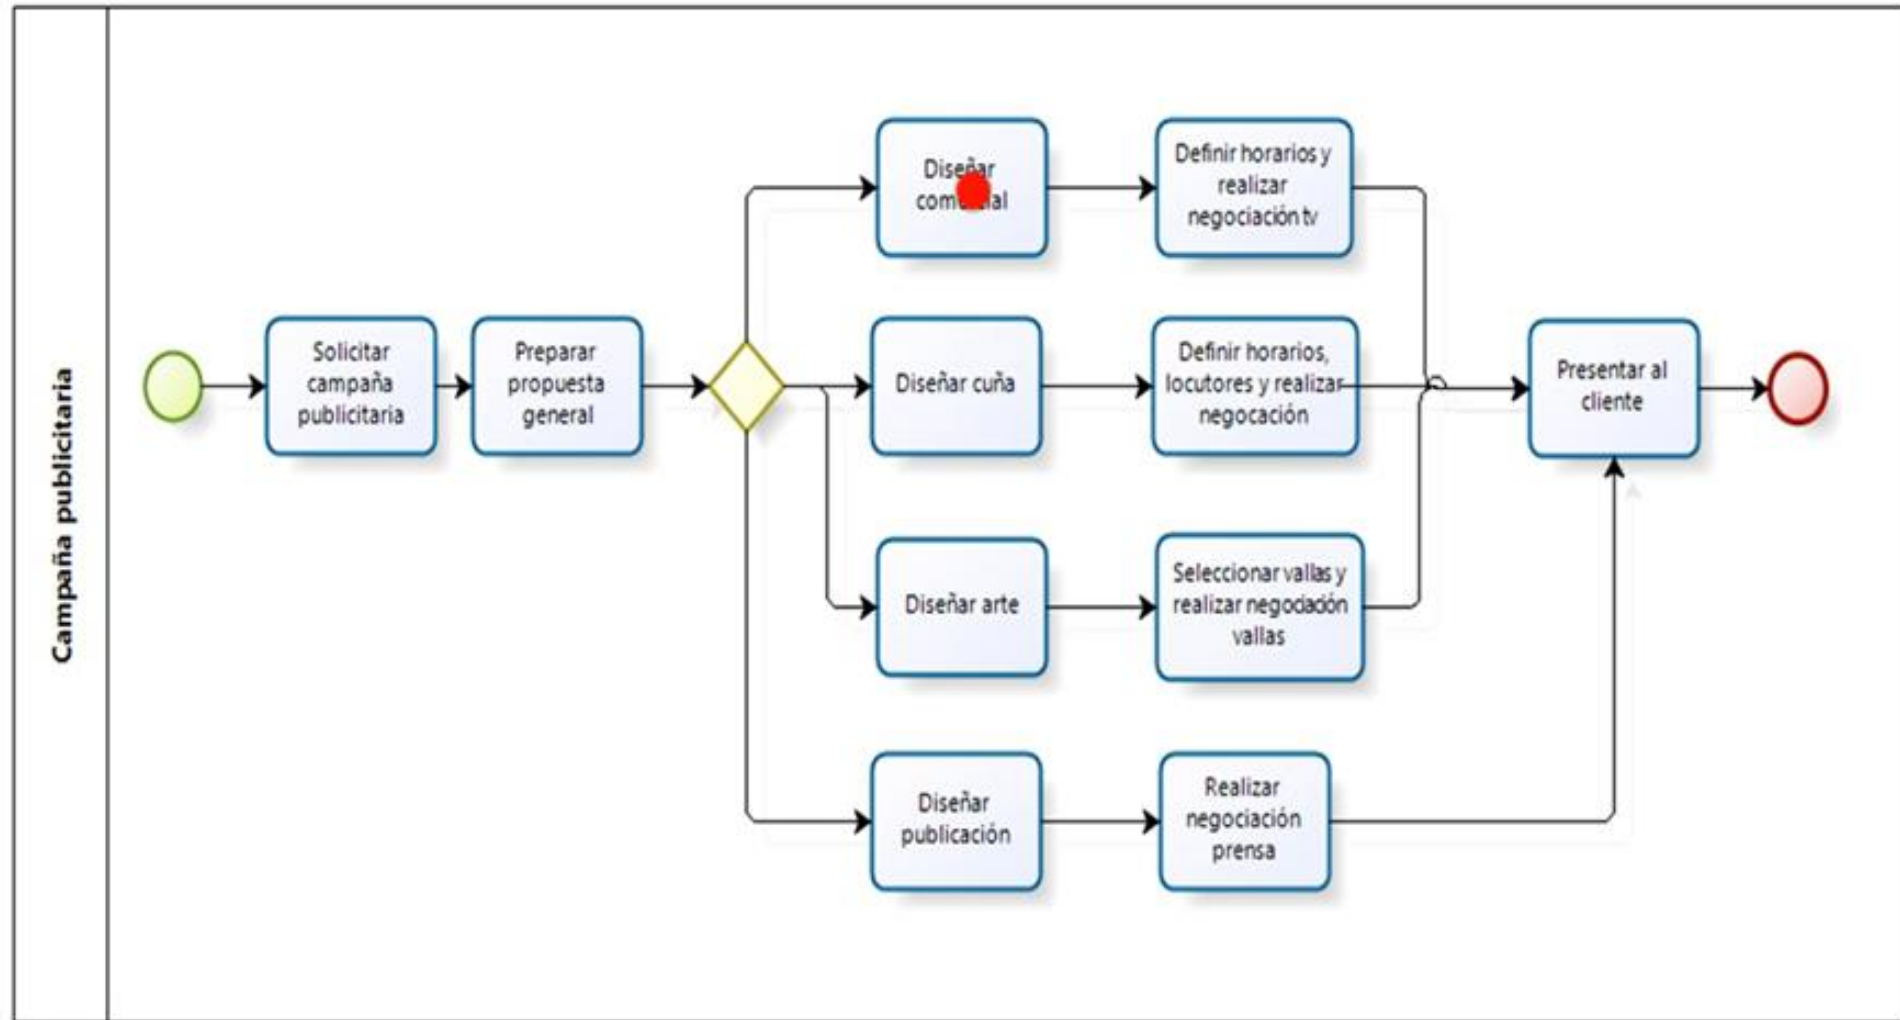 Campaña publicitaria
Solicitar
campaña
publicitaria
Preparar
propuesta
general
Diseñar
Definir horarios y
realizar
negociación tv
Diseñar cuña
Definir horarios,
locutores y realizar
negocación
Diseñar arte
Seleccionar vallas y
realizar negociación
vallas
Diseñar
publicación
Realizar
negociación
prensa
Presentar al
cliente